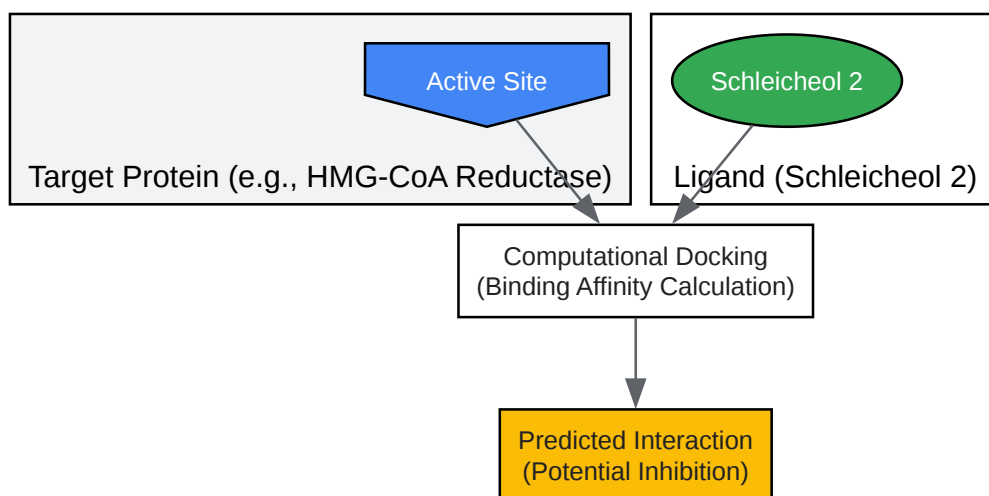 Active Site
Schleicheol 2
Target Protein (e.g., HMG-CoA Reductase)
Ligand (Schleicheol 2)
Computational Docking
(Binding Affinity Calculation)
Predicted Interaction
(Potential Inhibition)